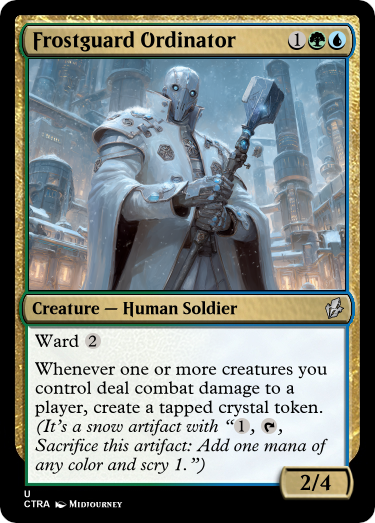 Frostguard Ordinator 1
Creature — Human Soldier
Ward 2
Whenever one or more creatures you
control deal combat damage to a
player, create a tapped crystal token.
(It's a snow artifact with “1, ,
Sacrifice this artifact: Add one mana of
any color and scry 1.”)
2/4
U
CTRA MIDJOURNEY